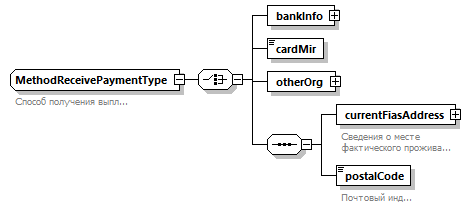 bankInfo
cardMir
MethodReceivePaymentType
otherOrg
Способ получения выпл...
currentFiasAddress
Сведения о месте
фактического прожива...
postalCode
Почтовый инд...